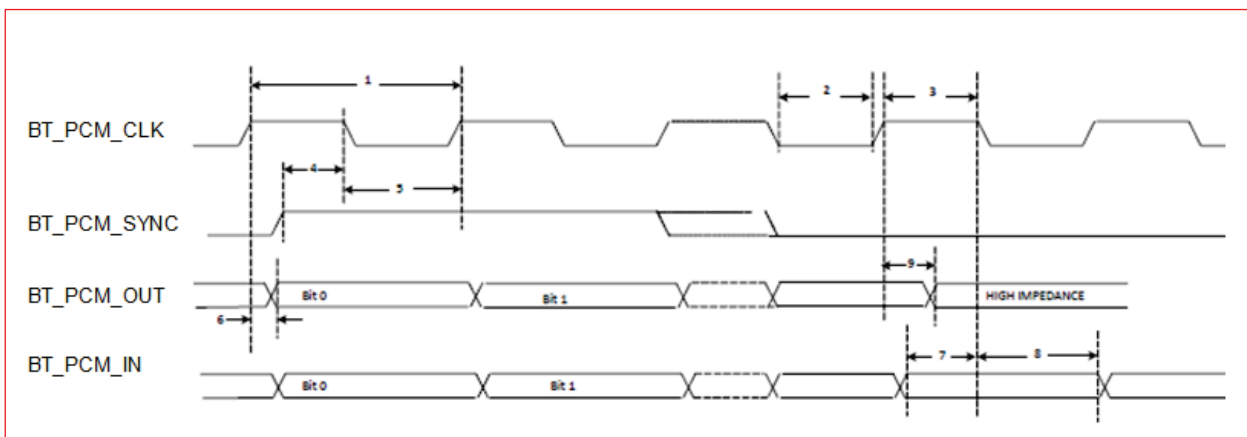 1
2
3
BT_PCM_CLK
4
5
BT_PCM_SYNC
9
BT_PCM_OUT
Bit 0
Bit 1
HIGH IMPEDANCE
6
BT_PCM_IN
7
8
Bit 0
Bit 1